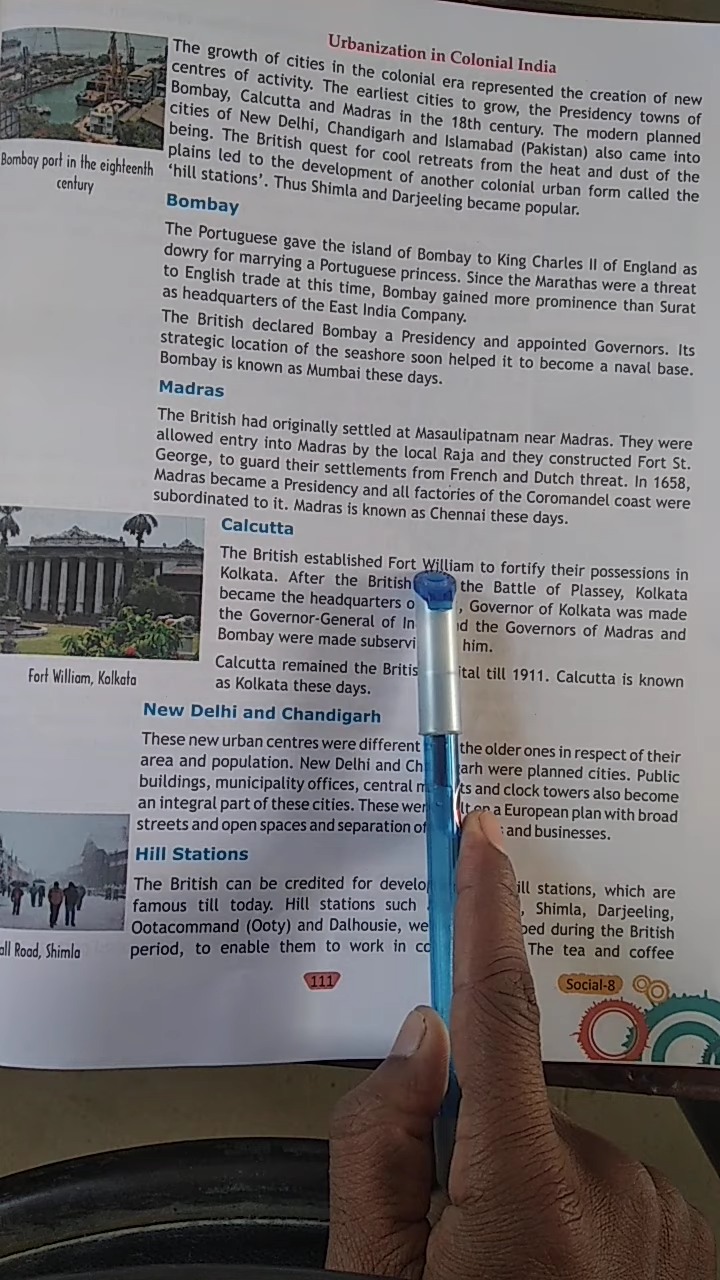 Urbanization in Colonial India
The growth of cities in the colonial era represented the creation of new
centres of activity. The earliest cities to grow, the Presidency towns of
Bombay, Calcutta and Madras in the 18th century. The modern planned
cities of New Delhi, Chandigarh and Islamabad (Pakistan) also came into
being. The British quest for cool retreats from the heat and dust of the
plains led to the development of another colonial urban form called the
‘hill stations’. Thus Shimla and Darjeeling became popular.
Bombay port in the eighteenth
century
Bombay
The Portuguese gave the island of Bombay to King Charles II of England as
dowry for marrying a Portuguese princess. Since the Marathas were a threat
to English trade at this time, Bombay gained more prominence than Surat
as headquarters of the East India Company.
The British declared Bombay a Presidency and appointed Governors. Its
strategic location of the seashore soon helped it to become a naval base.
Bombay is known as Mumbai these days.
Madras
The British had originally settled at Masaulipatnam near Madras. They were
allowed entry into Madras by the local Raja and they constructed Fort St.
George, to guard their settlements from French and Dutch threat. In 1658,
Madras became a Presidency and all factories of the Coromandel coast were
subordinated to it. Madras is known as Chennai these days.
Calcutta
The British established Fort William to fortify their possessions in
Kolkata. After the British the Battle of Plassey, Kolkata
became the headquarters , Governor of Kolkata was made
the Governor-General of the Governors of Madras and
Bombay were made him.
Calcutta remained the till 1911. Calcutta is known
as Kolkata these days.
Fort William, Kolkata
New Delhi and Chandigarh
These new urban centres were different the older ones in respect of their
area and population. New Delhi and were planned cities. Public
buildings, municipality offices, central and clock towers also become
an integral part of these cities. These a European plan with broad
streets and open spaces and separation of and businesses.
Hill Stations
The British can be credited for stations, which are
famous till today. Hill stations such , Shimla, Darjeeling,
Ootacommand (Ooty) and Dalhousie, during the British
period, to enable them to work in The tea and coffee
Road, Shimla
111
Social-8